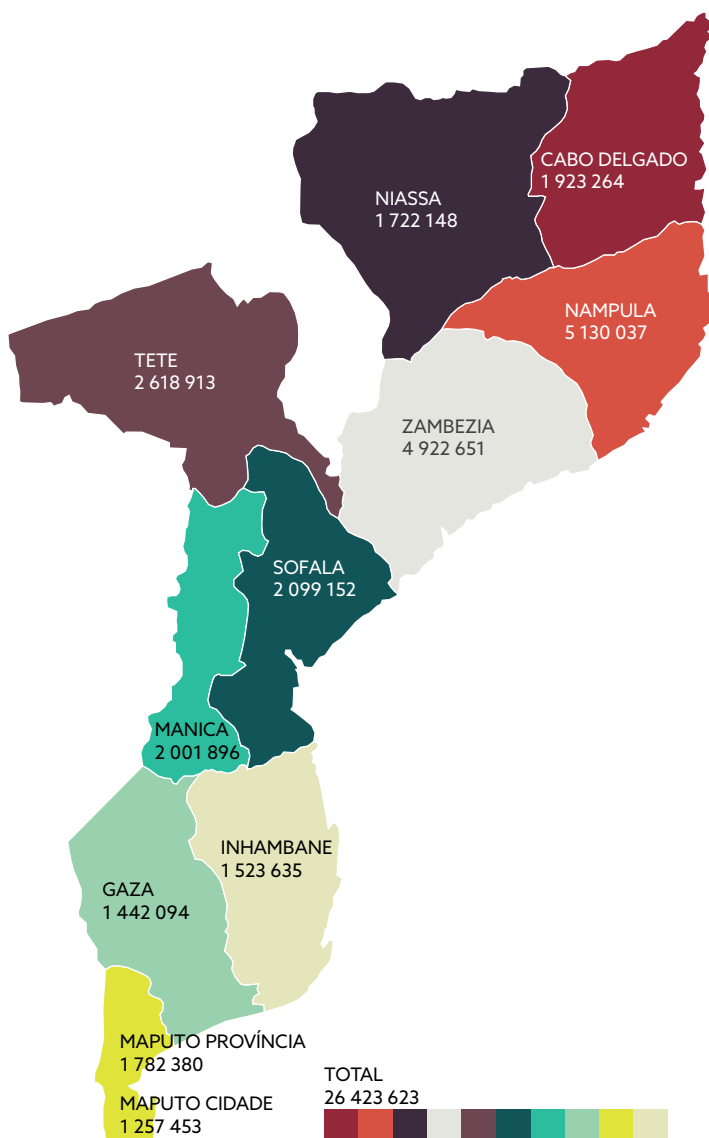 CABO DELGADO
1 923 264
NIASSA
1 722 148
NAMPULA
5 130 037
TETE
2 618 913
ZAMBEZIA
4 922 651
SOFALA
2 099 152
MANICA
2 001 896
INHAMBANE
1 523 635
GAZA
1 442 094
MAPUTO PROVÍNCIA
1 782 380
MAPUTO CIDADE
1 257 453
TOTAL
26 423 623